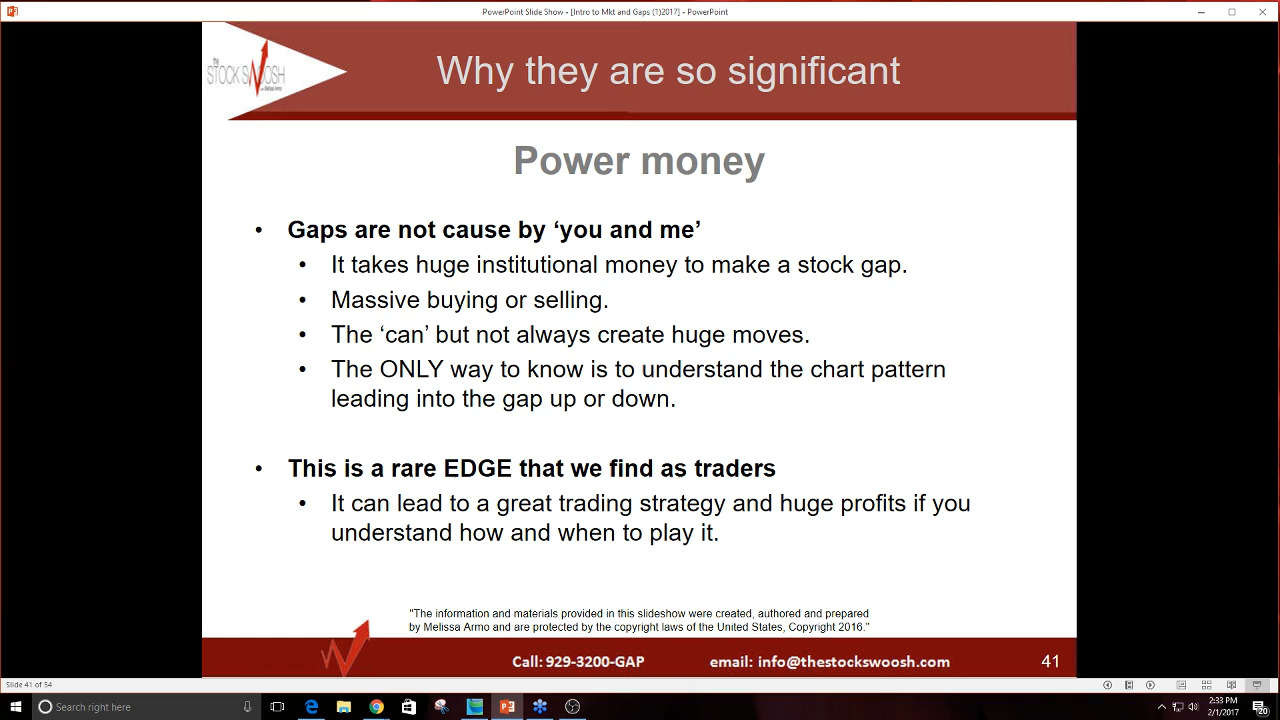 PowerPoint Slide Show - [Intro to Mkt and Gaps (1)2017] - PowerPoint
The
STOCK SWOOSH
with Melissa Armo
Why they are so significant
Power money
• Gaps are not cause by ‘you and me’
• It takes huge institutional money to make a stock gap.
• Massive buying or selling.
• The ‘can’ but not always create huge moves.
• The ONLY way to know is to understand the chart pattern
leading into the gap up or down.
• This is a rare EDGE that we find as traders
• It can lead to a great trading strategy and huge profits if you
understand how and when to play it.
"The information and materials provided in this slideshow were created, authored and prepared
by Melissa Armo and are protected by the copyright laws of the United States, Copyright 2016."
Call: 929-3200-GAP email: info@thestockswoosh.com 41
Slide 41 of 54
Search right here
2:33 PM
2/1/2017
20